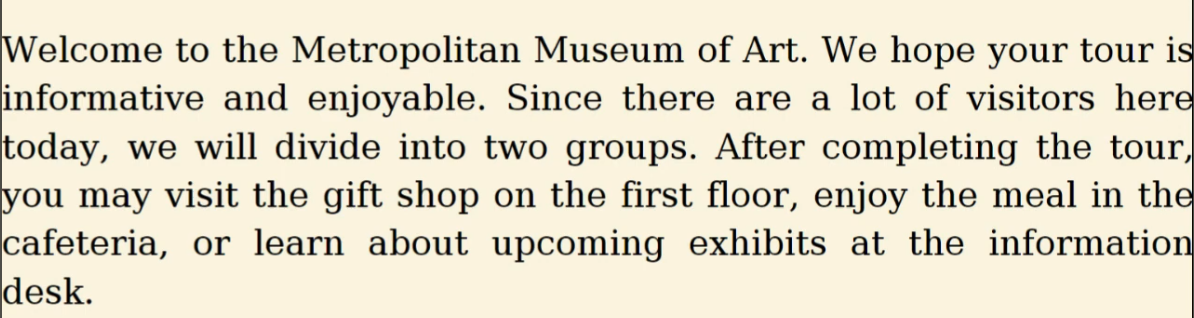 Welcome to the Metropolitan Museum of Art. We hope your tour is
informative and enjoyable. Since there are a lot of visitors here
today, we will divide into two groups. After completing the tour,
you may visit the gift shop on the first floor, enjoy the meal in the
cafeteria, or learn about upcoming exhibits at the information
desk.